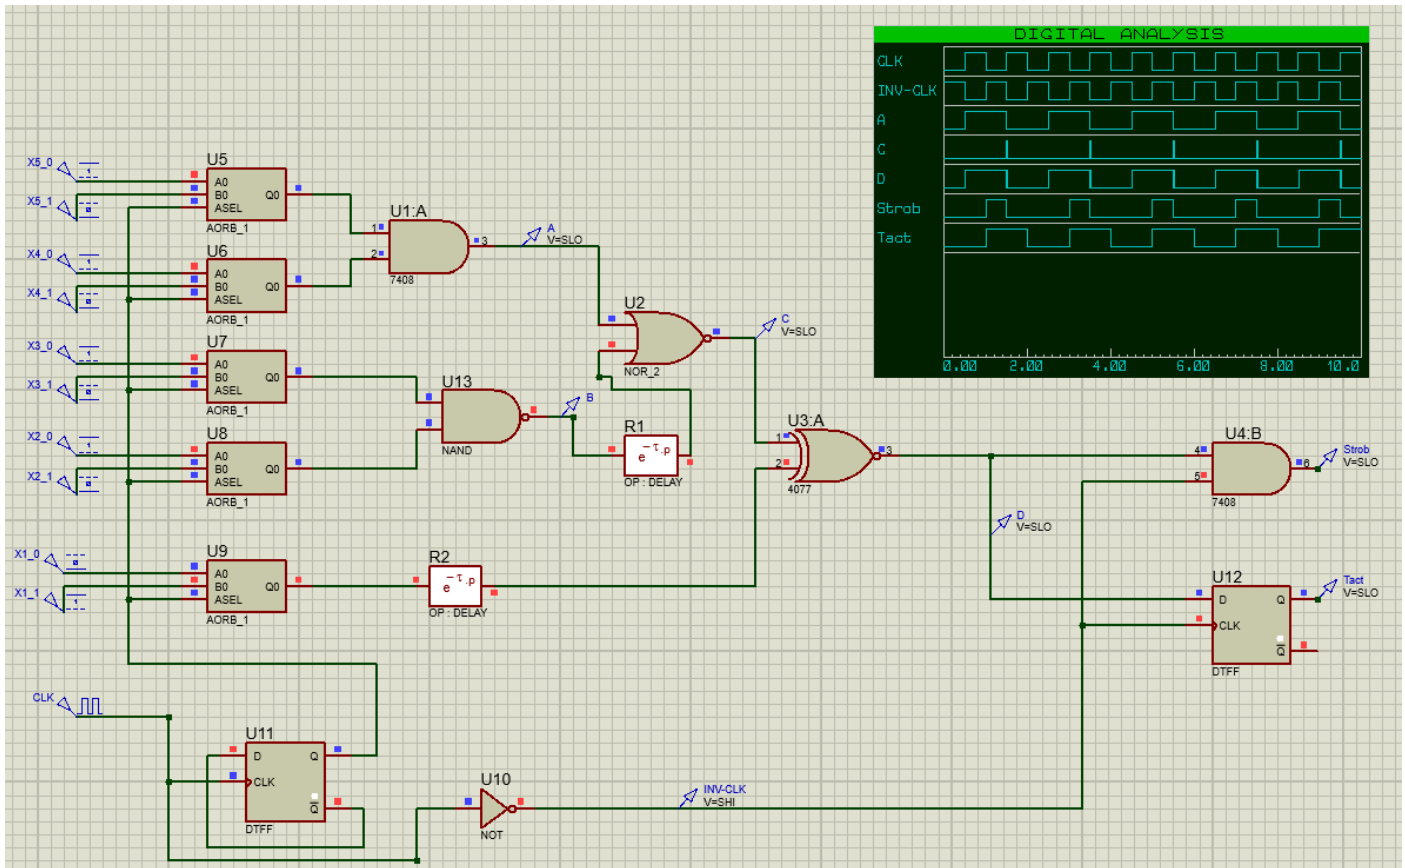 DIGITAL ANALYSIS
CLK
INV-CLK
A
C
D
Strob
Tact
0.00 2.00 4.00 6.00 8.00 10.0
X5_0
X5_1
U5
A0
B0
ASEL
Q0
AORB_1
X4_0
X4_1
U6
A0
B0
ASEL
Q0
AORB_1
X3_0
X3_1
U7
A0
B0
ASEL
Q0
AORB_1
X2_0
X2_1
U8
A0
B0
ASEL
Q0
AORB_1
X1_0
X1_1
U9
A0
B0
ASEL
Q0
AORB_1
U1:A
1
2
3
7408
A
V=SLO
U2
NOR_2
C
V=SLO
U13
NAND
B
R1
e-τ.p
OP : DELAY
R2
e-τ.p
OP : DELAY
U3:A
1
2
3
4077
D
V=SLO
U4:B
4
5
6
7408
Strob
V=SLO
U12
D
Q
CLK
Q
DTFF
Tact
V=SLO
CLK
U11
D
Q
CLK
Q
DTFF
U10
NOT
INV-CLK
V=SHI